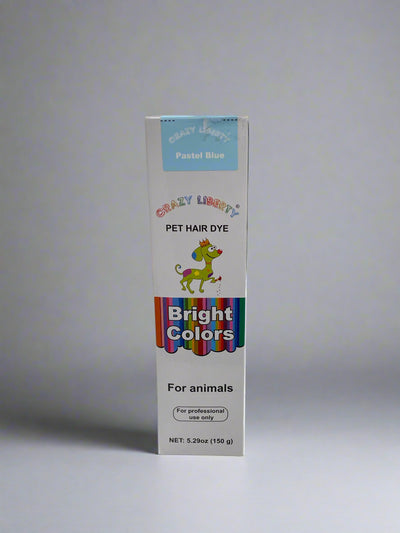 CRAZY LIBERTY
Pastel Blue
CRAZY LIBERTY®
PET HAIR DYE
Bright
Colors
For animals
For professional
use only
NET: 5.29oz (150 g)